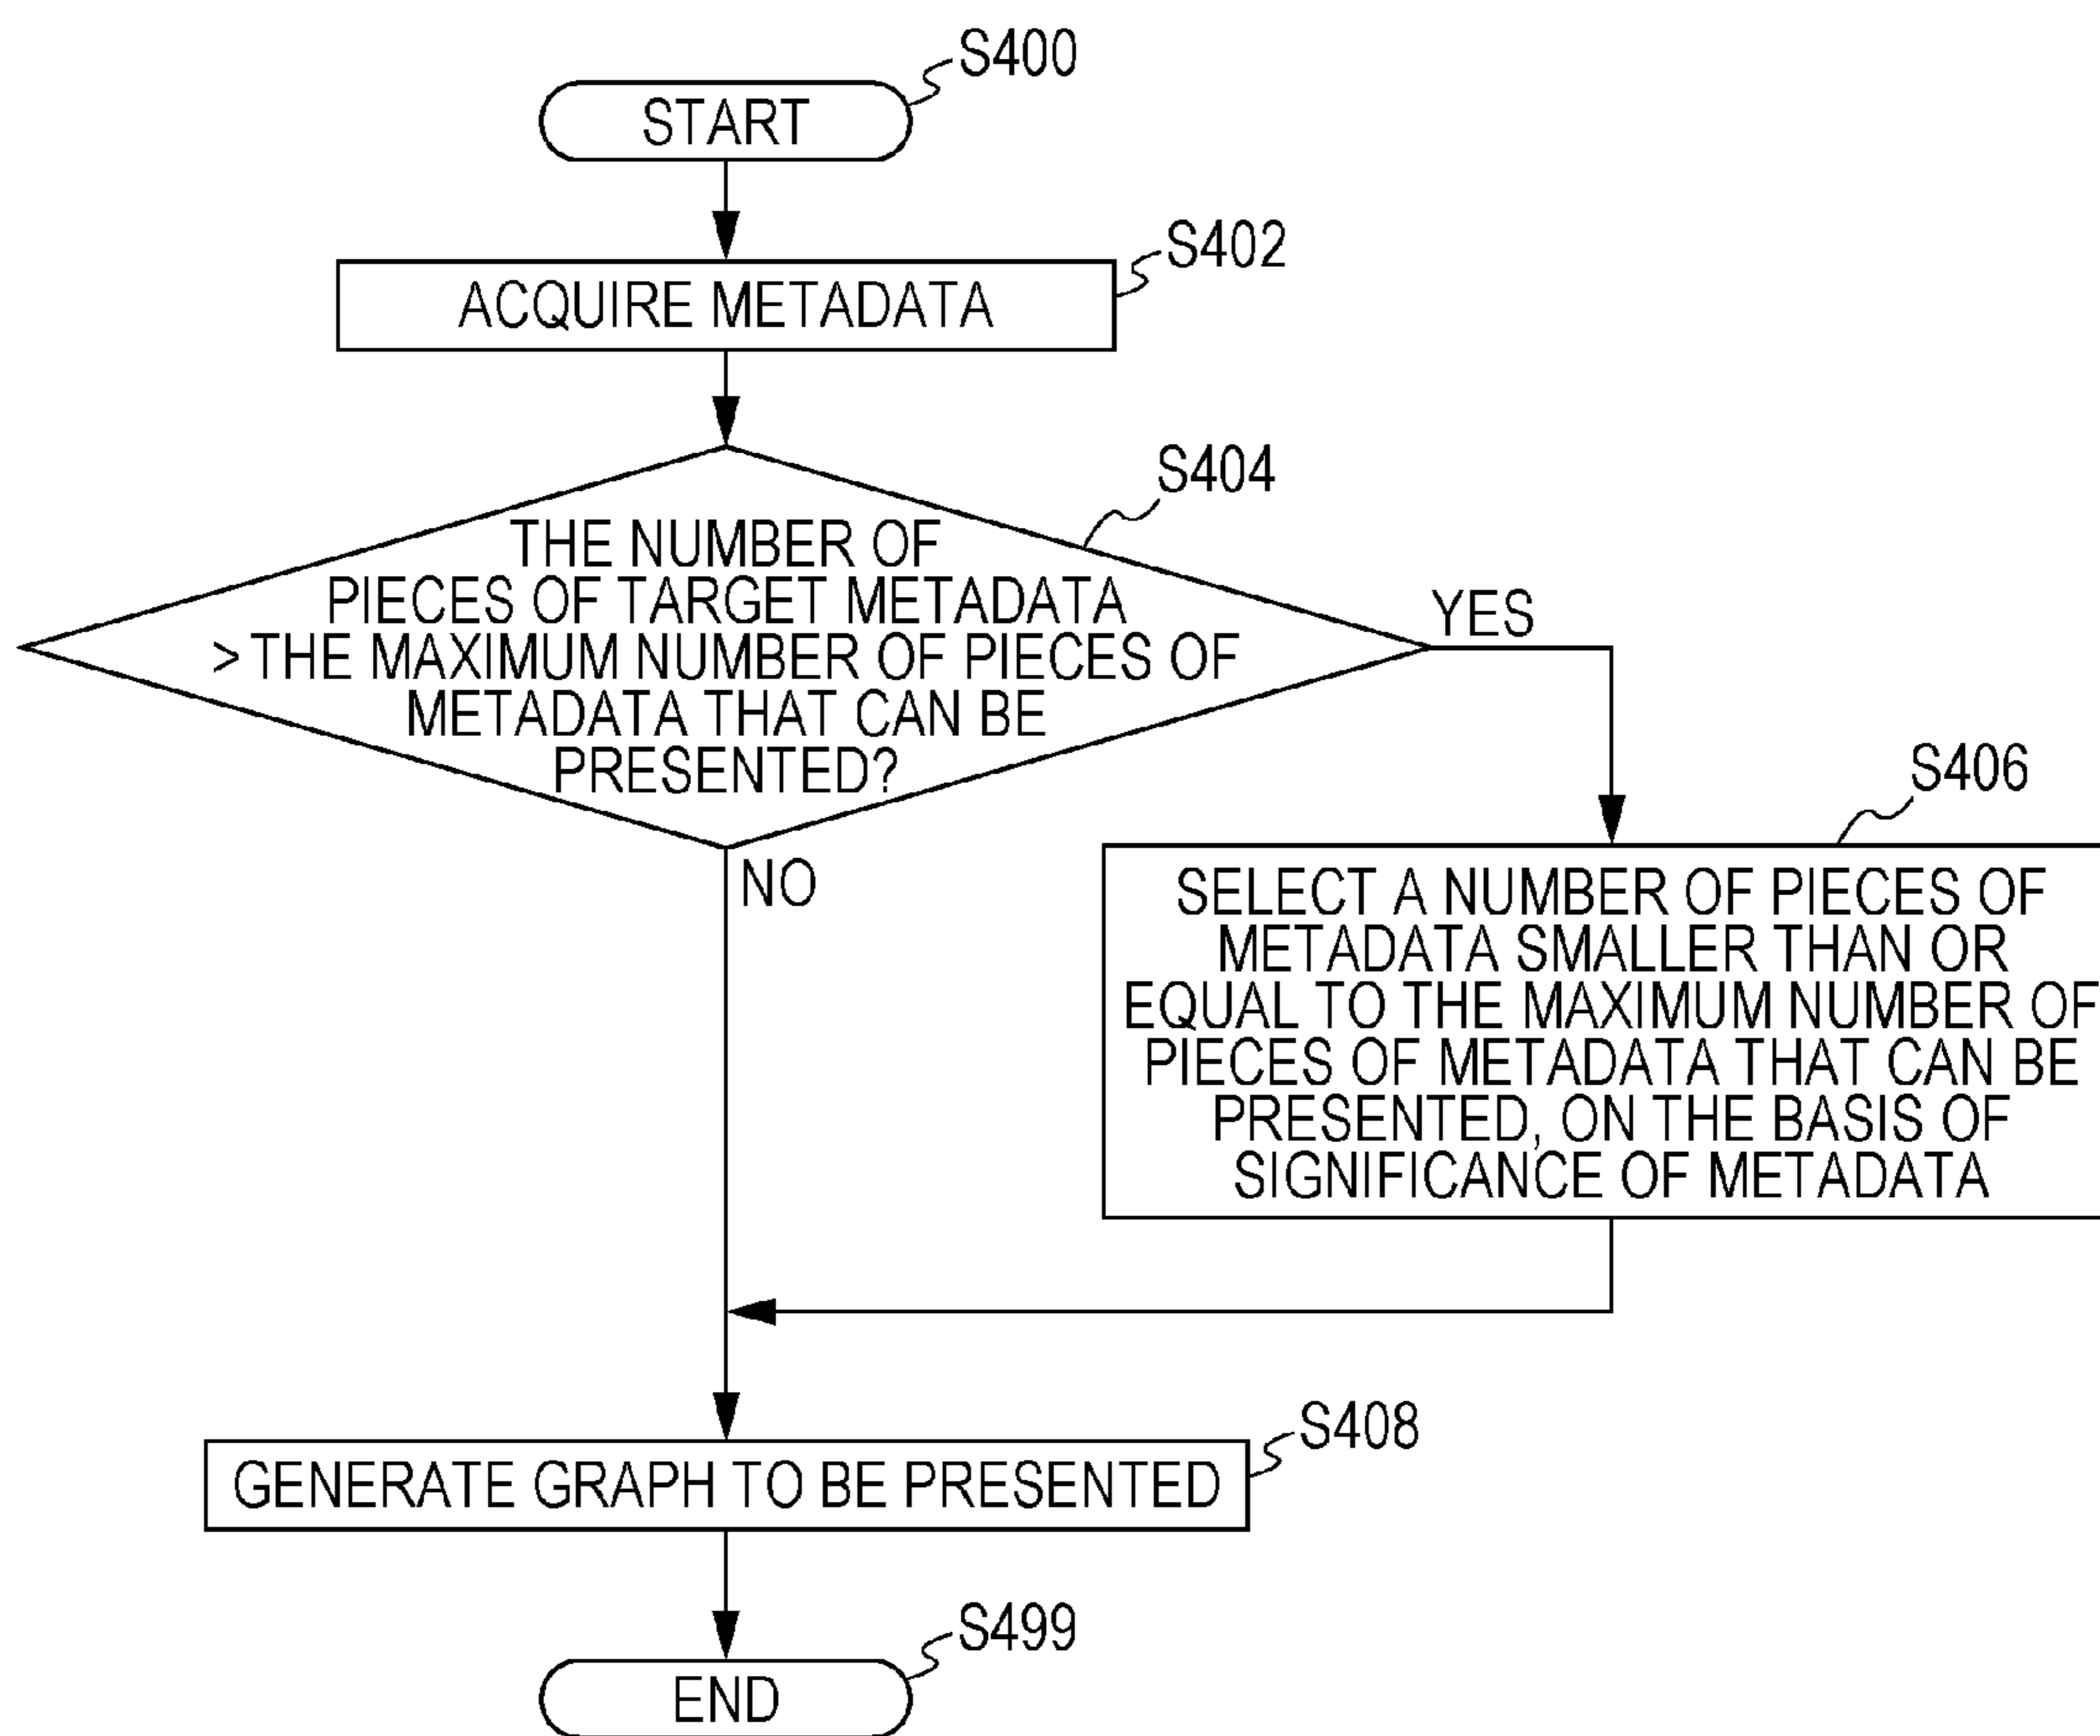 S400
START
S402
ACQUIRE METADATA
S404
THE NUMBER OF
PIECES OF TARGET METADATA
> THE MAXIMUM NUMBER OF PIECES OF
METADATA THAT CAN BE
PRESENTED?
YES
NO
S406
SELECT A NUMBER OF PIECES OF
METADATA SMALLER THAN OR
EQUAL TO THE MAXIMUM NUMBER OF
PIECES OF METADATA THAT CAN BE
PRESENTED, ON THE BASIS OF
SIGNIFICANCE OF METADATA
S408
GENERATE GRAPH TO BE PRESENTED
S499
END